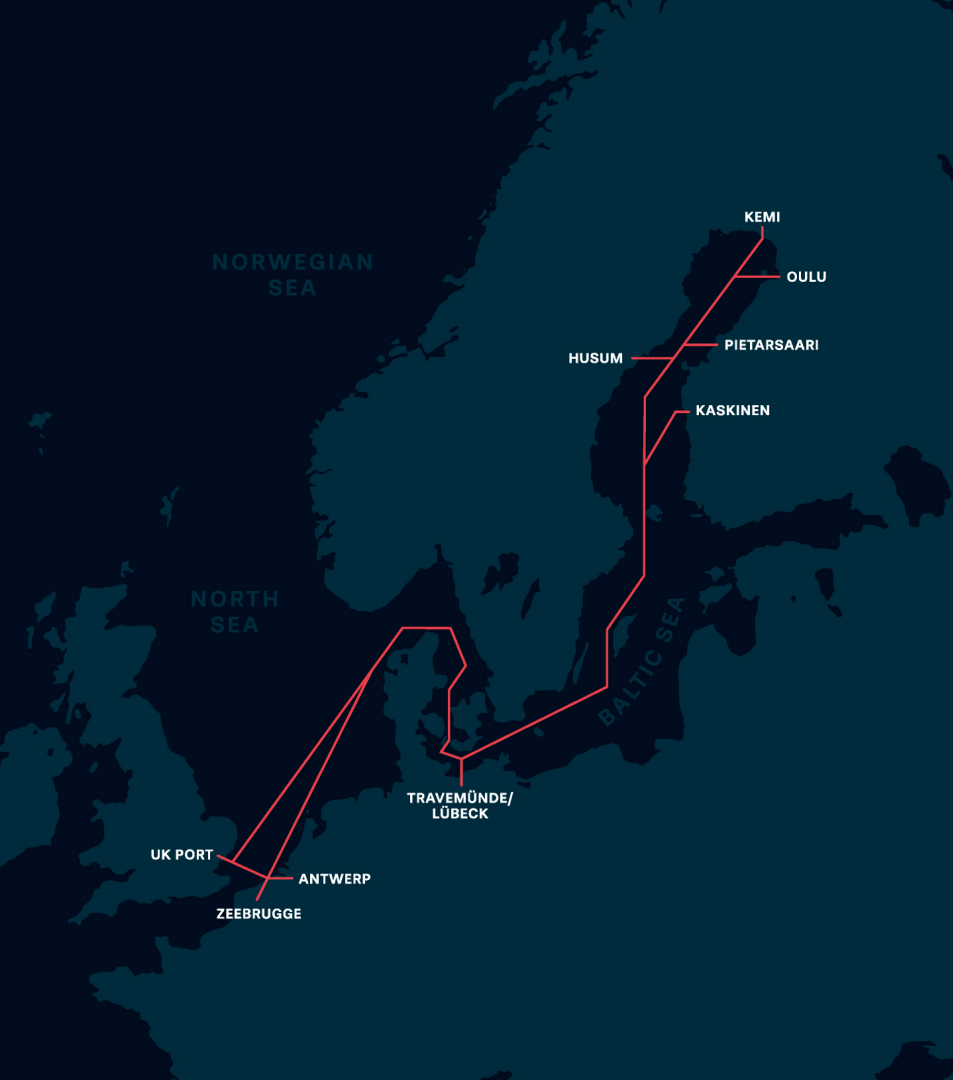 KEMI
NORWEGIAN
SEA
OULU
PIETARSAARI
HUSUM
KASKINEN
NORTH
SEA
BALTIC SEA
TRAVEMÜNDE/
LÜBECK
UK PORT
ANTWERP
ZEEBRUGGE